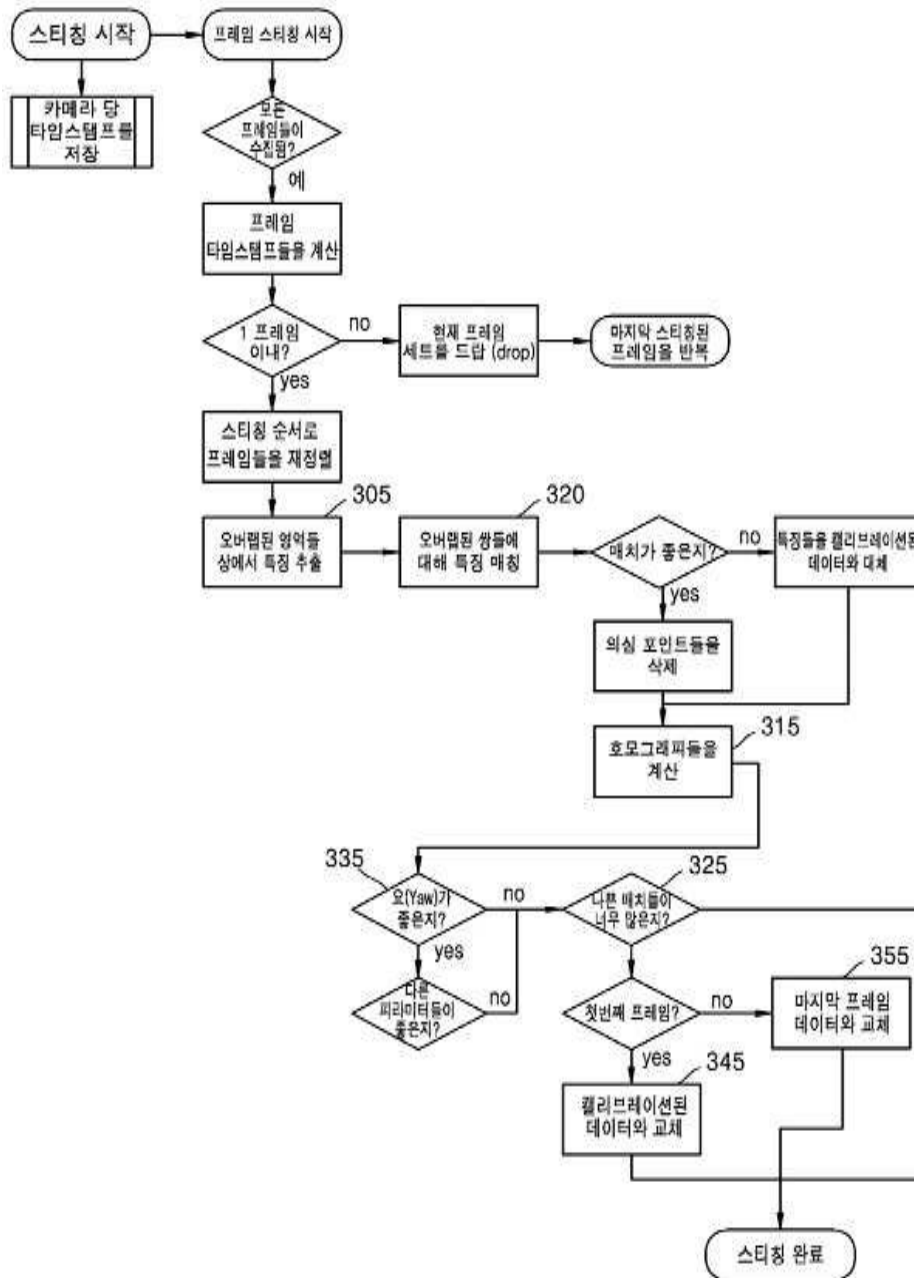 스티칭 시작
프레임 스티칭 시작
카메라 당
타임스탬프를
저장
모든
프레임들이
수집됨?
예
프레임
타임스탬프들을 계산
1 프레임
이내?
no
현재 프레임
세트를 드랍 (drop)
마지막 스티칭된
프레임을 반복
yes
스티칭 순서로
프레임들을 재정렬
305
오버랩된 영역들
상에서 특징 추출
320
오버랩된 쌍들에
대해 특징 매칭
매치가 좋은지?
no
특징들을 캘리브레이션된
데이터와 대체
yes
의심 포인트들을
삭제
315
호모그래피들을
계산
335
요(Yaw)가
좋은지?
no
325
나쁜 매치들이
너무 많은지?
yes
다른
피라미터들이
좋은지?
no
첫번째 프레임?
no
355
마지막 프레임
데이터와 교체
yes
345
캘리브레이션된
데이터와 교체
스티칭 완료